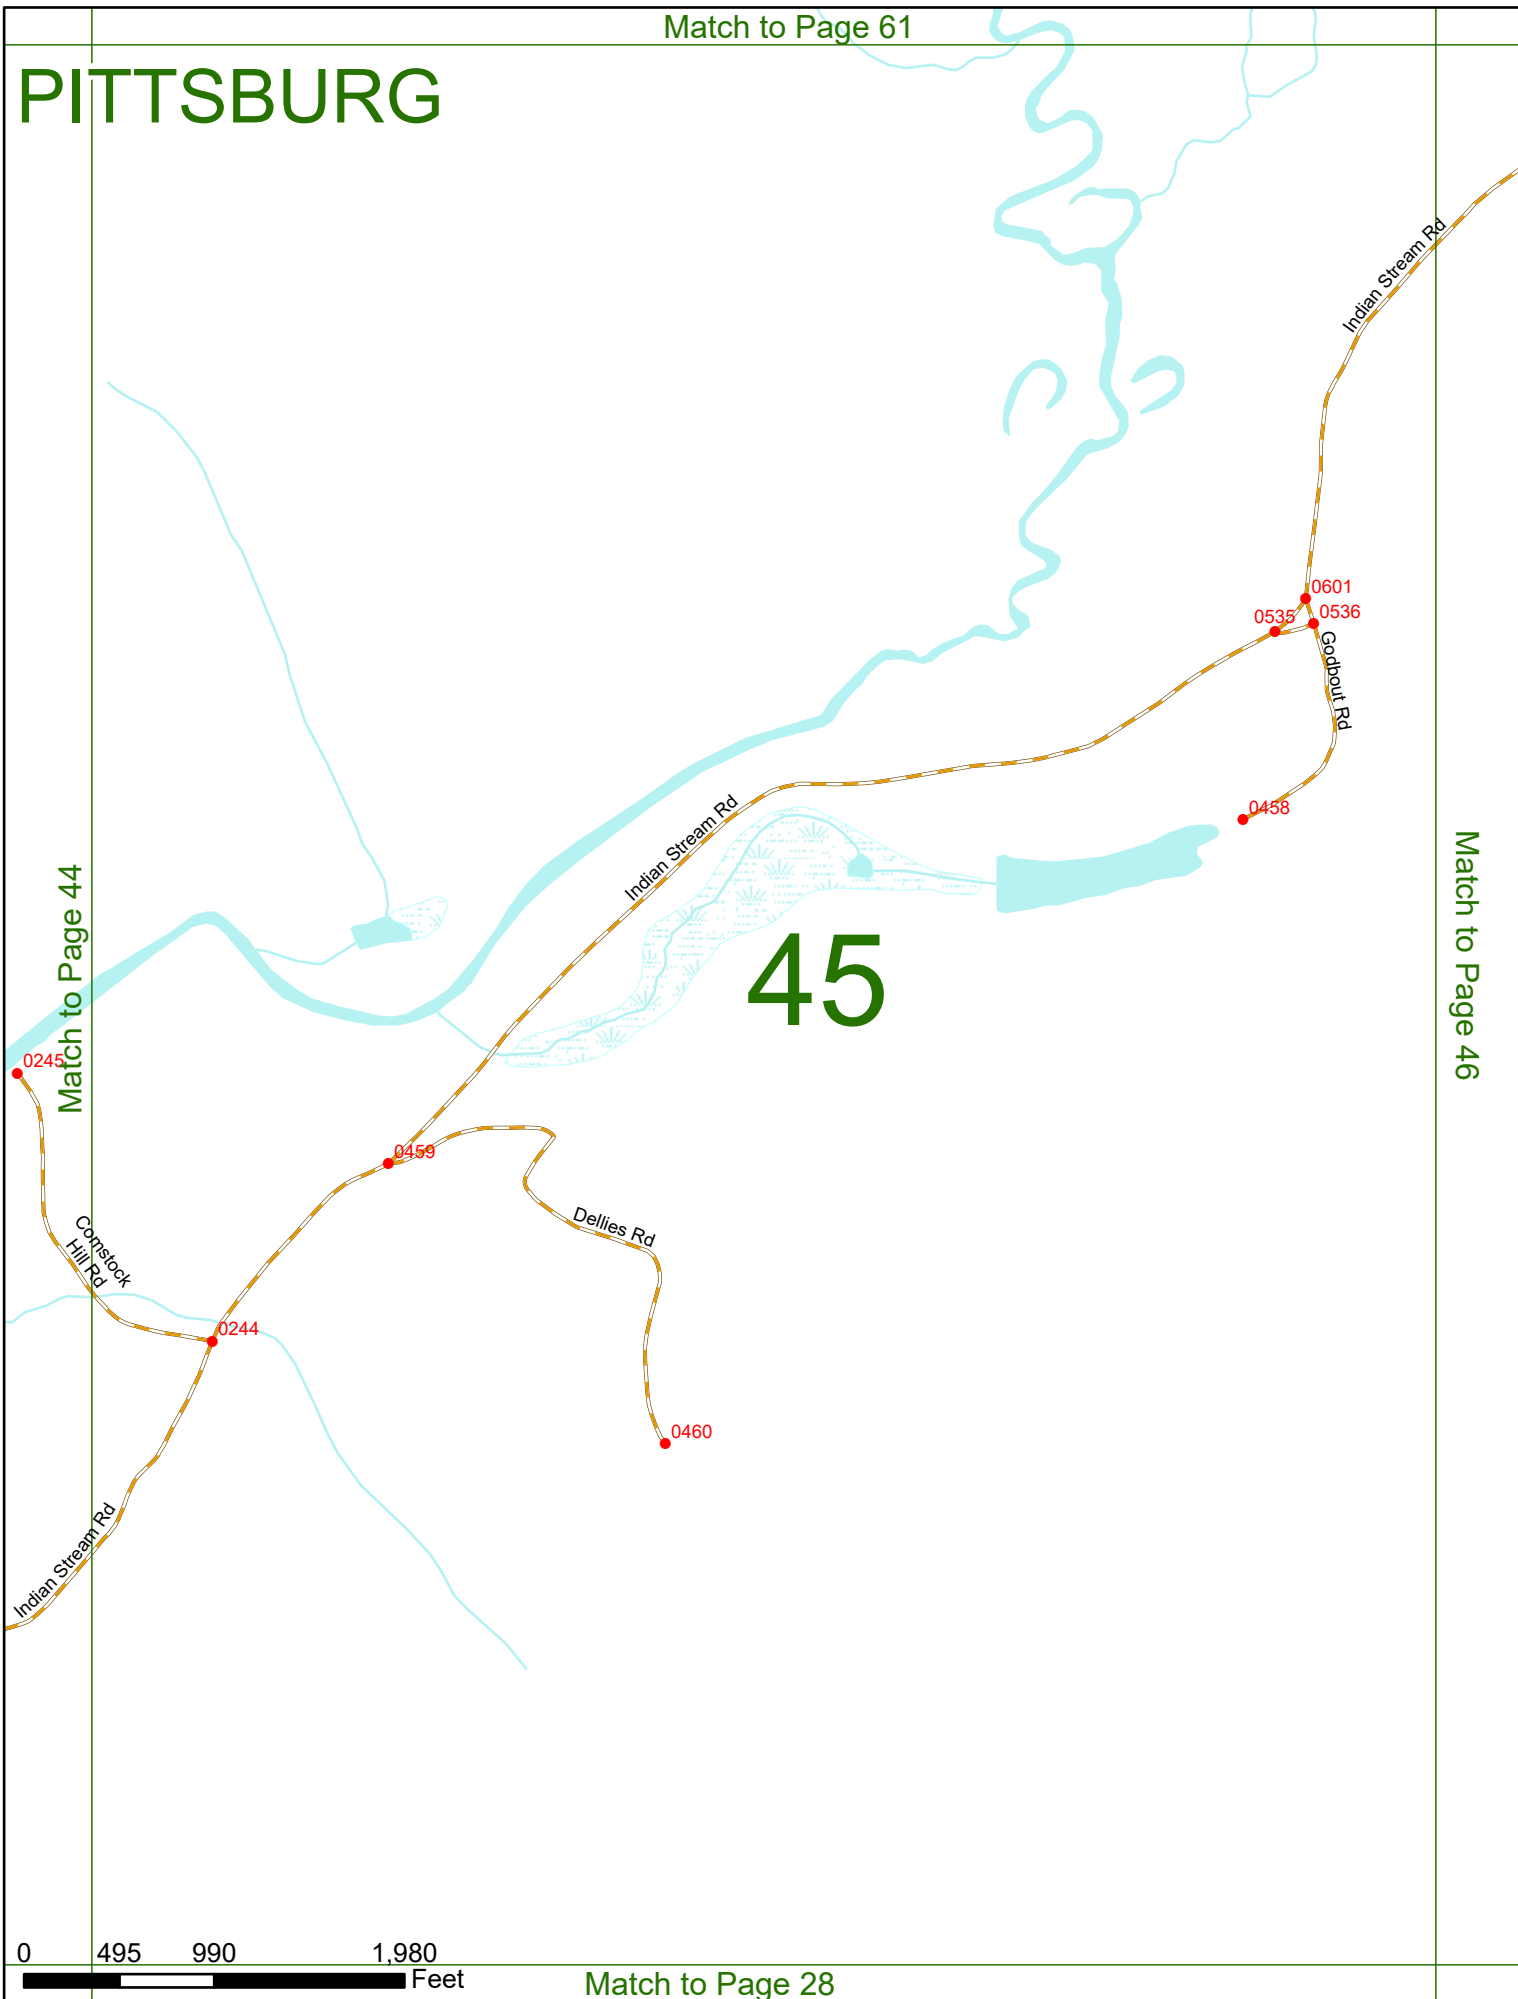 Match to Page 61
PITTSBURG
Indian Stream Rd
0601
0535
0536
Godbout Rd
0458
Indian Stream Rd
Match to Page 44
Match to Page 46
45
0245
0459
Comstock
Hill Rd
Dellies Rd
0244
0460
Indian Stream Rd
0 495 990 1,980
Feet
Match to Page 28